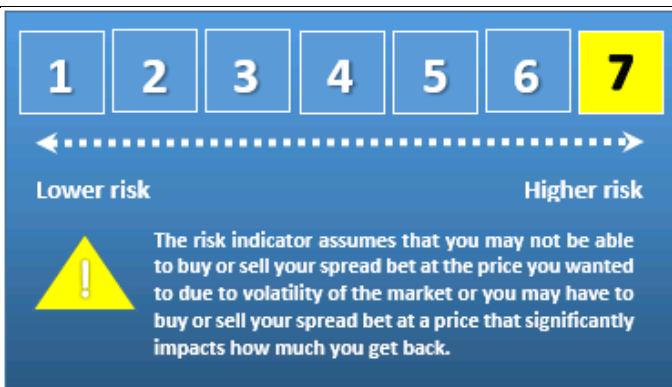 1 2 3 4 5 6 7
Lower risk Higher risk
!
The risk indicator assumes that you may not be able
to buy or sell your spread bet at the price you wanted
to due to volatility of the market or you may have to
buy or sell your spread bet at a price that significantly
impacts how much you get back.